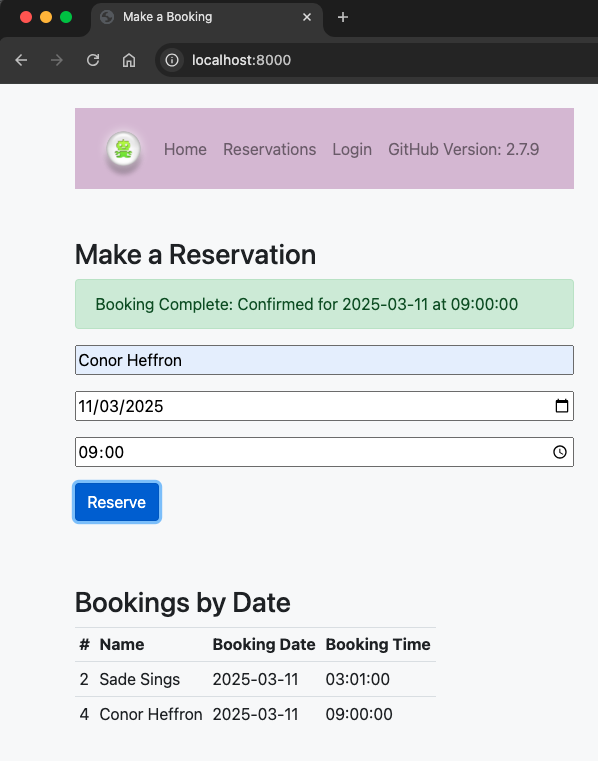 Make a Booking
localhost:8000
Home Reservations Login GitHub Version: 2.7.9
Make a Reservation
Booking Complete: Confirmed for 2025-03-11 at 09:00:00
Conor Heffron
11/03/2025
09:00
Reserve
Bookings by Date
# Name Booking Date Booking Time
2 Sade Sings 2025-03-11 03:01:00
4 Conor Heffron 2025-03-11 09:00:00